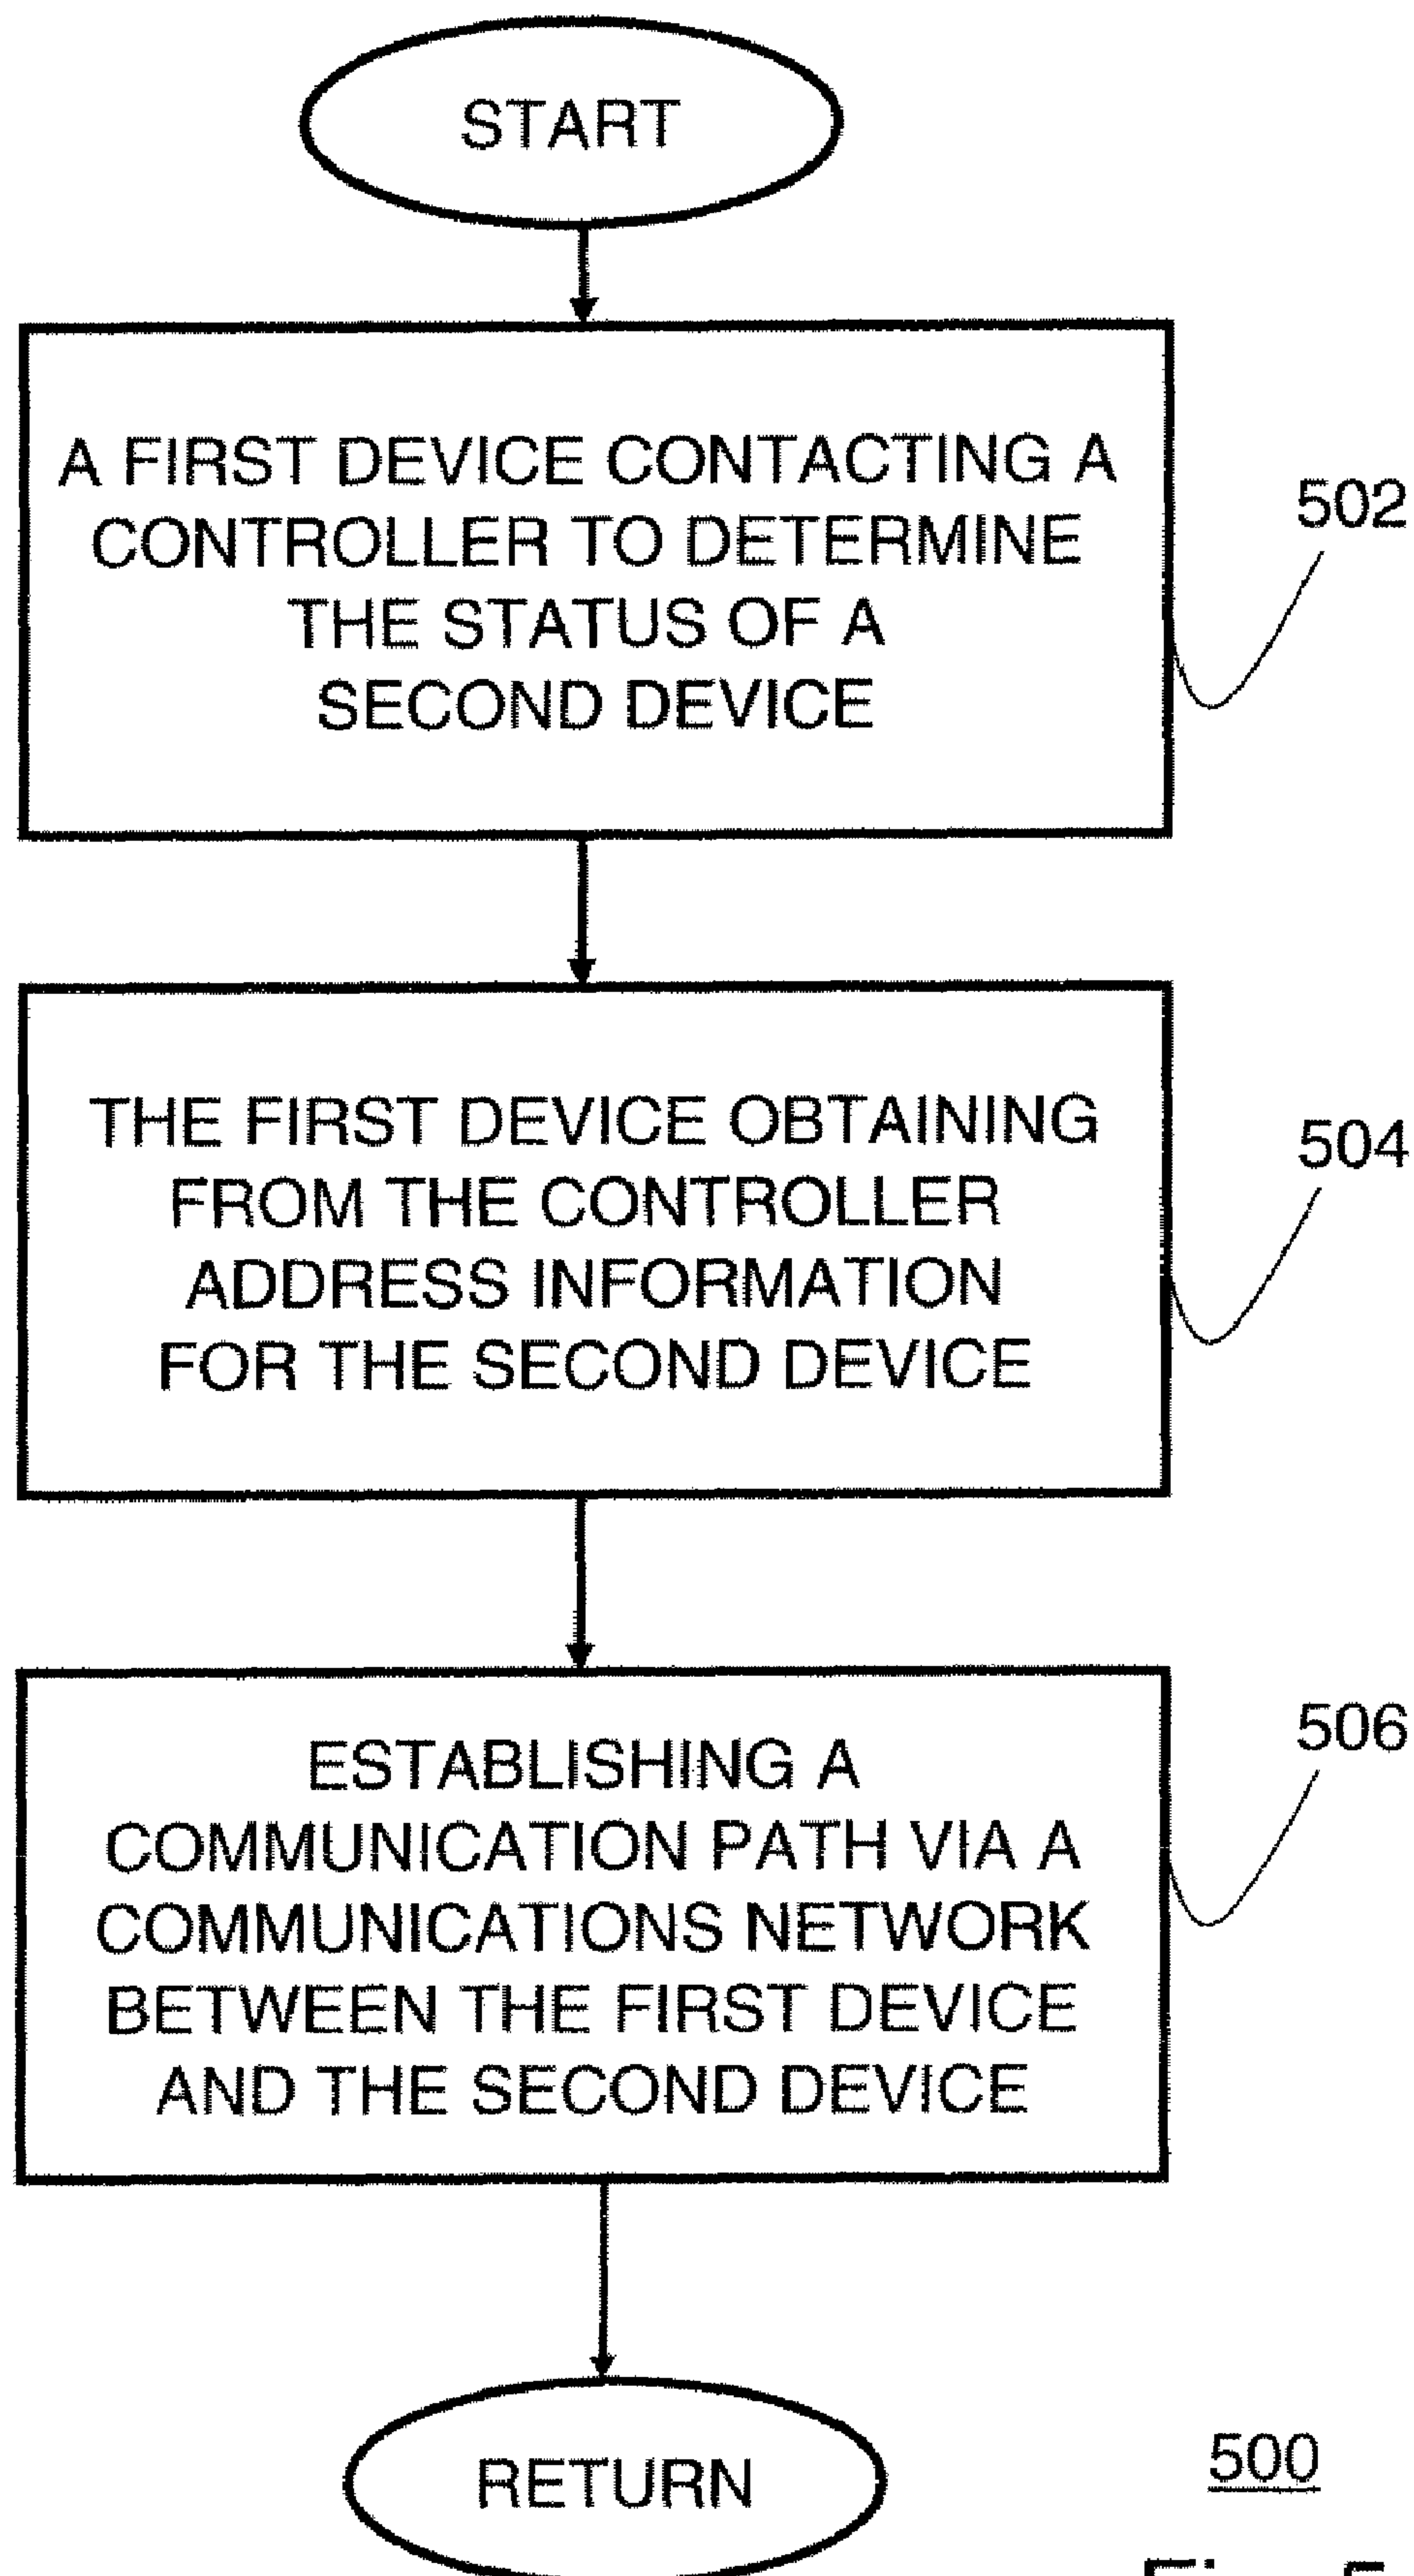 START
A FIRST DEVICE CONTACTING A
CONTROLLER TO DETERMINE
THE STATUS OF A
SECOND DEVICE
502
THE FIRST DEVICE OBTAINING
FROM THE CONTROLLER
ADDRESS INFORMATION
FOR THE SECOND DEVICE
504
ESTABLISHING A
COMMUNICATION PATH VIA A
COMMUNICATIONS NETWORK
BETWEEN THE FIRST DEVICE
AND THE SECOND DEVICE
506
RETURN
500